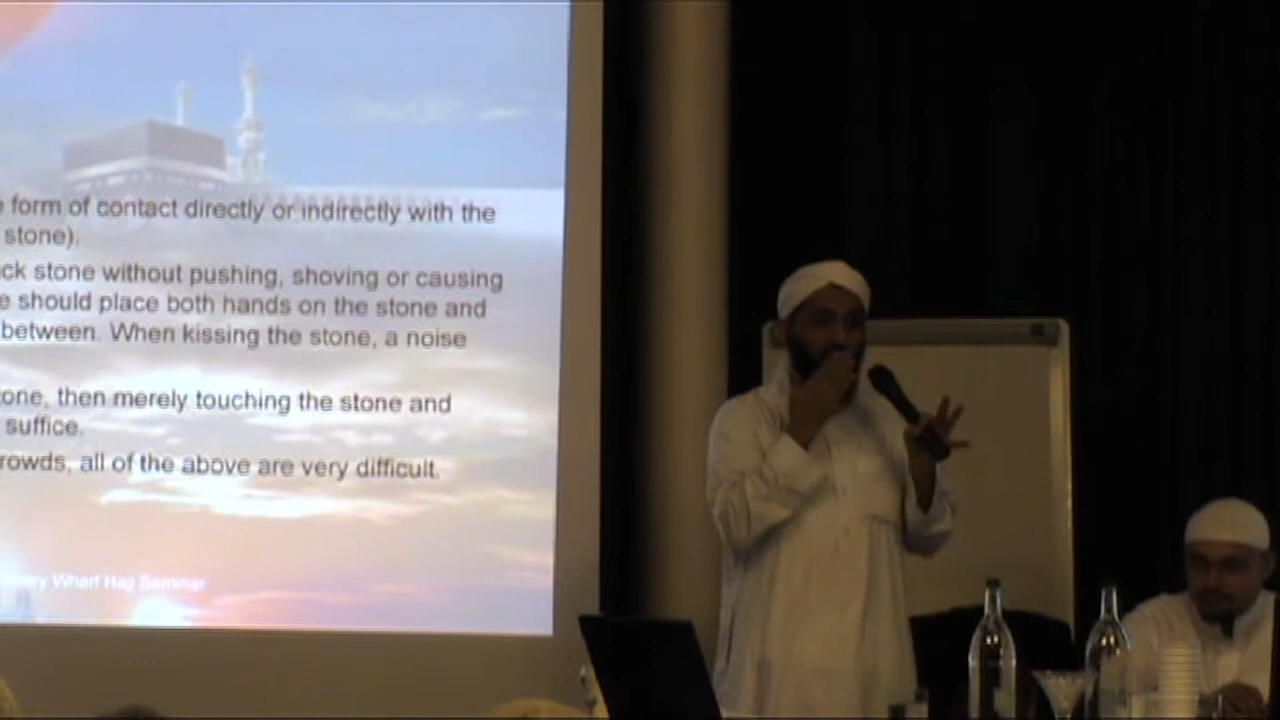 form of contact directly or indirectly with the
stone).
ck stone without pushing, shoving or causing
e should place both hands on the stone and
between. When kissing the stone, a noise
one, then merely touching the stone and
suffice.
rowds, all of the above are very difficult.
Wharf Hajj Seminar